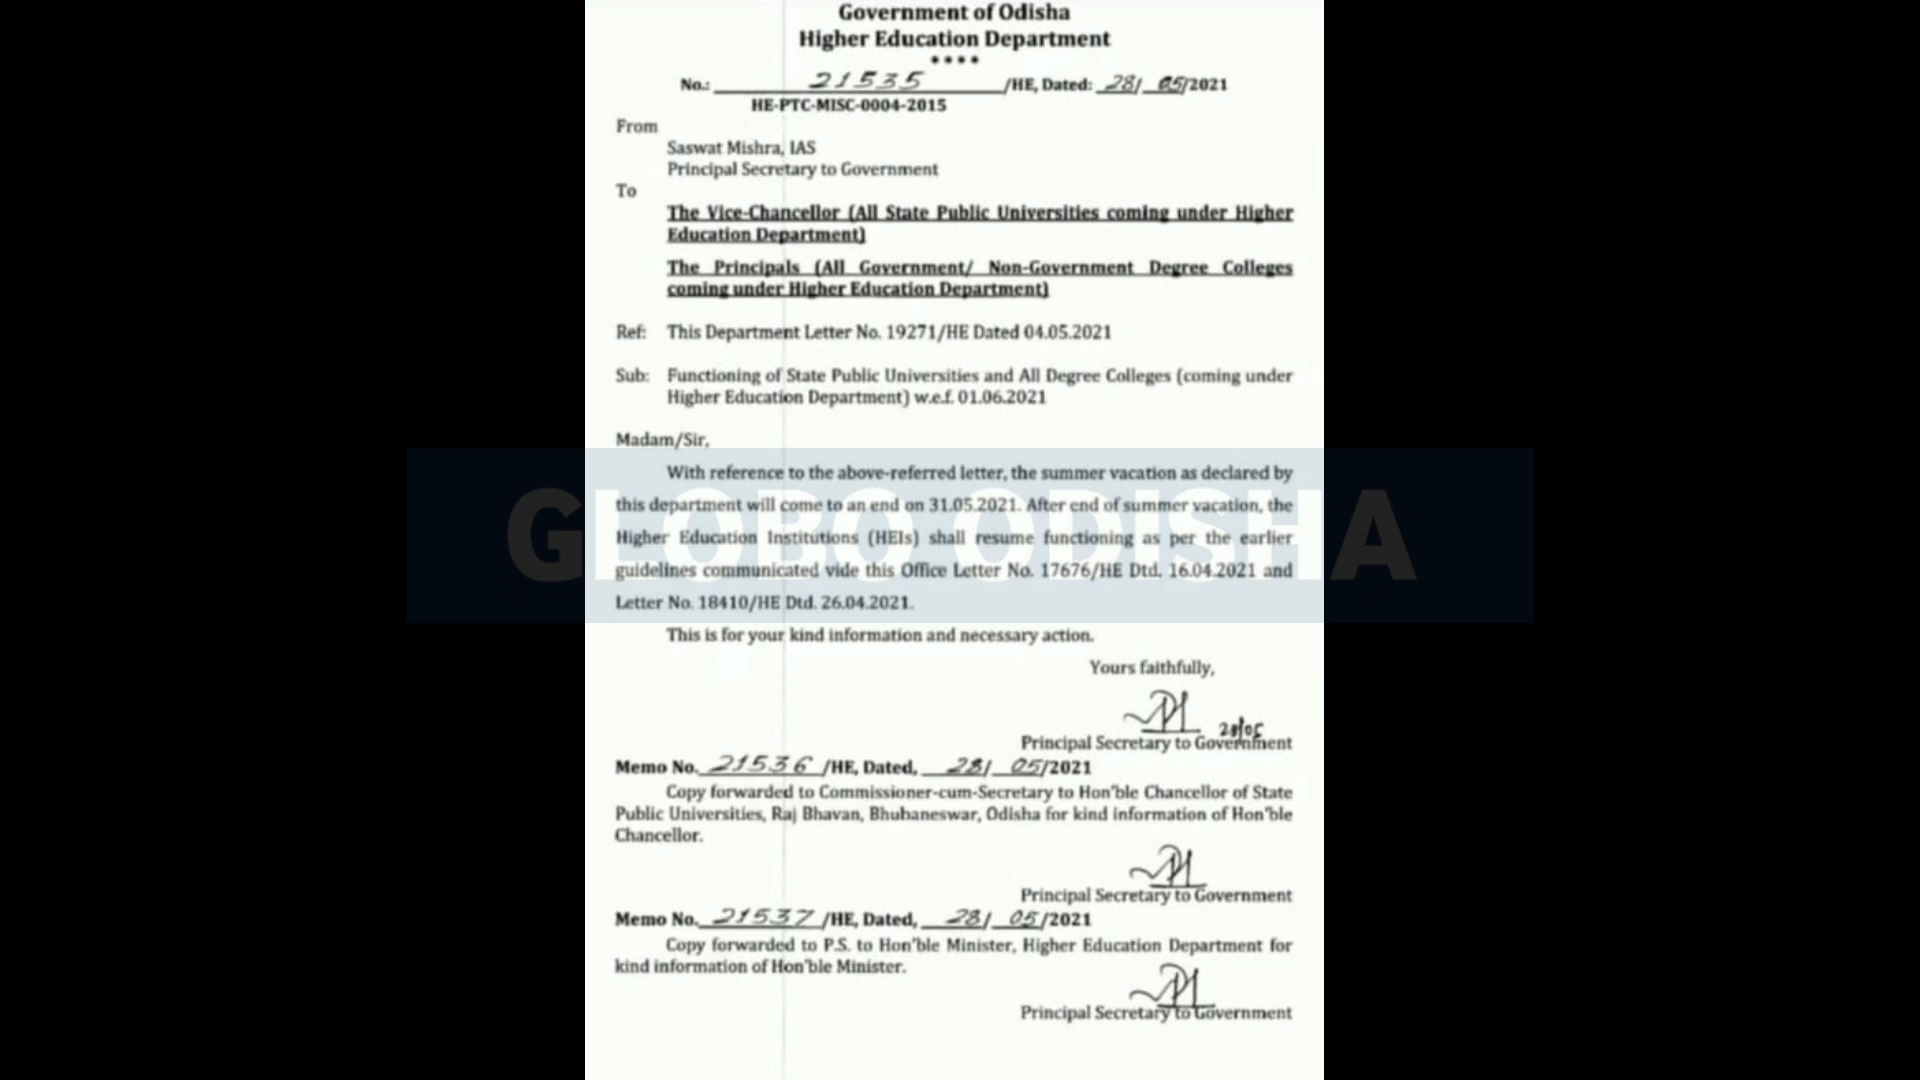 Government of Odisha
Higher Education Department
****
No.: 21535 /HE, Dated: 28/ 05/2021
HE-PTC-MISC-0004-2015
From
Saswat Mishra, IAS
Principal Secretary to Government
To
The Vice-Chancellor (All State Public Universities coming under Higher
Education Department)
The Principals (All Government/ Non-Government Degree Colleges
coming under Higher Education Department)
Ref: This Department Letter No. 19271/HE Dated 04.05.2021
Sub: Functioning of State Public Universities and All Degree Colleges (coming under
Higher Education Department) w.e.f. 01.06.2021
Madam/Sir,
With reference to the above-referred letter, the summer vacation as declared by
this department will come to an end on 31.05.2021. After end of summer vacation, the
GLOBO ODISHA
Higher Education Institutions (HEIs) shall resume functioning as per the earlier
guidelines communicated vide this Office Letter No. 17676/HE Dtd. 16.04.2021 and
Letter No. 18410/HE Dtd. 26.04.2021.
This is for your kind information and necessary action.
Yours faithfully,
28/05
Principal Secretary to Government
Memo No. 21536 /HE, Dated, 28/ 05/2021
Copy forwarded to Commissioner-cum-Secretary to Hon'ble Chancellor of State
Public Universities, Raj Bhavan, Bhubaneswar, Odisha for kind information of Hon'ble
Chancellor.
Principal Secretary to Government
Memo No. 21537 /HE, Dated, 28/ 05/2021
Copy forwarded to P.S. to Hon'ble Minister, Higher Education Department for
kind information of Hon'ble Minister.
Principal Secretary to Government